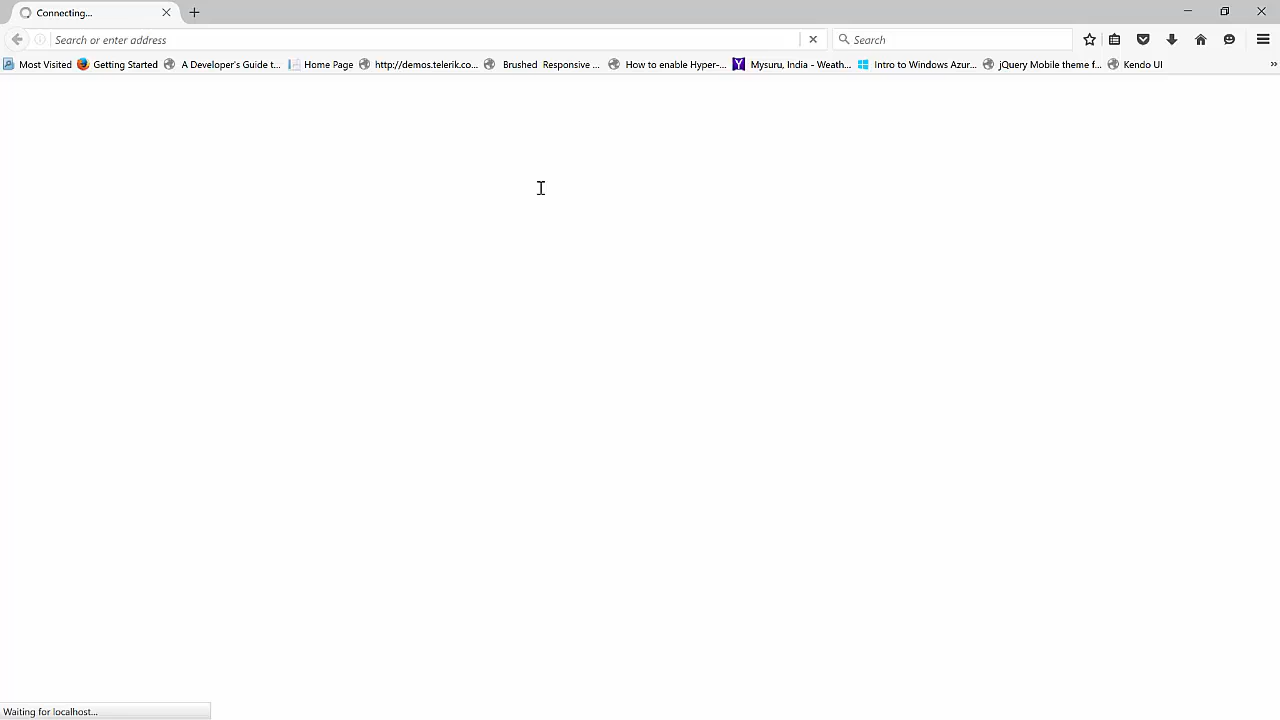 Connecting...
Search or enter address
Search
Most Visited Getting Started A Developer's Guide t... Home Page http://demos.telerik.co... Brushed Responsive ... How to enable Hyper-... Mysuru, India - Weath... Intro to Windows Azur... jQuery Mobile theme f... Kendo UI »
Waiting for localhost...